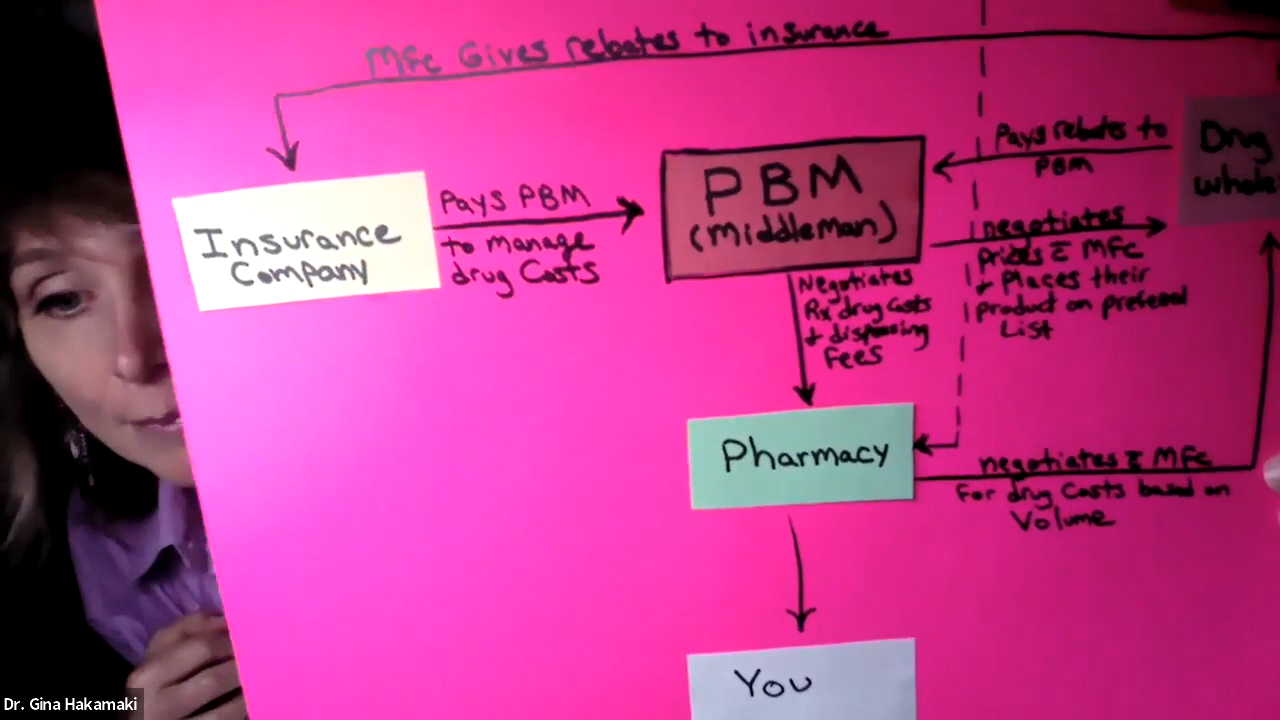 Mfc Gives rebates to insurance
Insurance
Company
Pays PBM
to manage
drug Costs
PBM
(middleman)
Pays rebates to
PBM
Drug
whole
negotiates
prices c̄ MFC
+ Places their
product on prefered
List
Negotiates
Rx drug Costs
+ dispensing
Fees
Pharmacy
negotiates c̄ MFC
For drug Costs based on
Volume
You
Dr. Gina Hakamaki